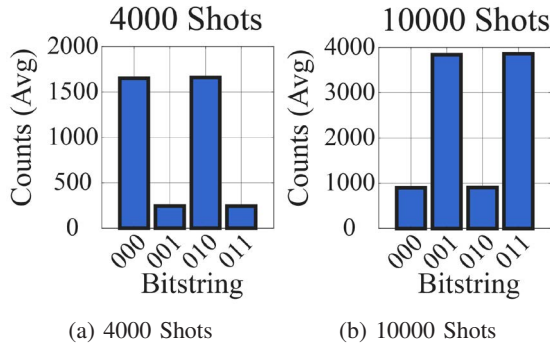 4000 Shots
Counts (Avg)
2000
1500
1000
500
0
000 001 010 011
Bitstring
(a) 4000 Shots
10000 Shots
Counts (Avg)
4000
3000
2000
1000
0
000 001 010 011
Bitstring
(b) 10000 Shots